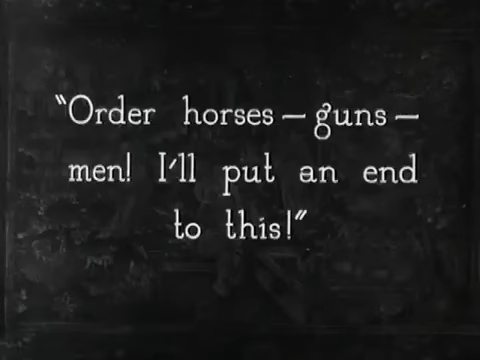 "Order horses — guns —
men! I'll put an end
to this!"